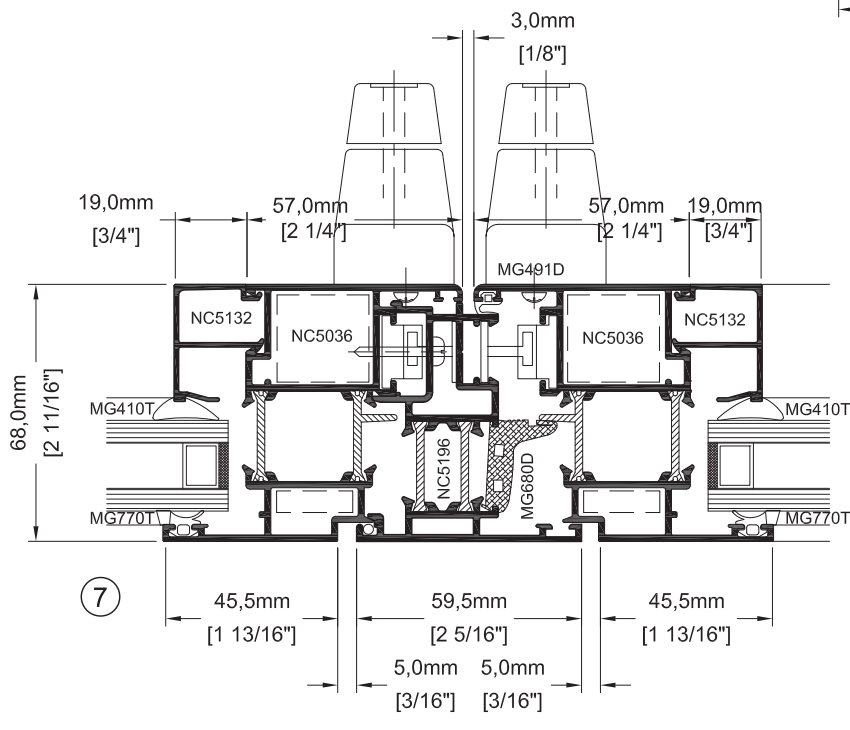 3,0mm
[1/8"]
19,0mm
[3/4"]
57,0mm
[2 1/4"]
57,0mm
[2 1/4"]
19,0mm
[3/4"]
MG491D
NC5132
NC5036
NC5036
NC5132
68,0mm
[2 11/16"]
MG410T
MG410T
NC5196
MG680D
MG770T
MG770T
7
45,5mm
[1 13/16"]
59,5mm
[2 5/16"]
45,5mm
[1 13/16"]
5,0mm
[3/16"]
5,0mm
[3/16"]